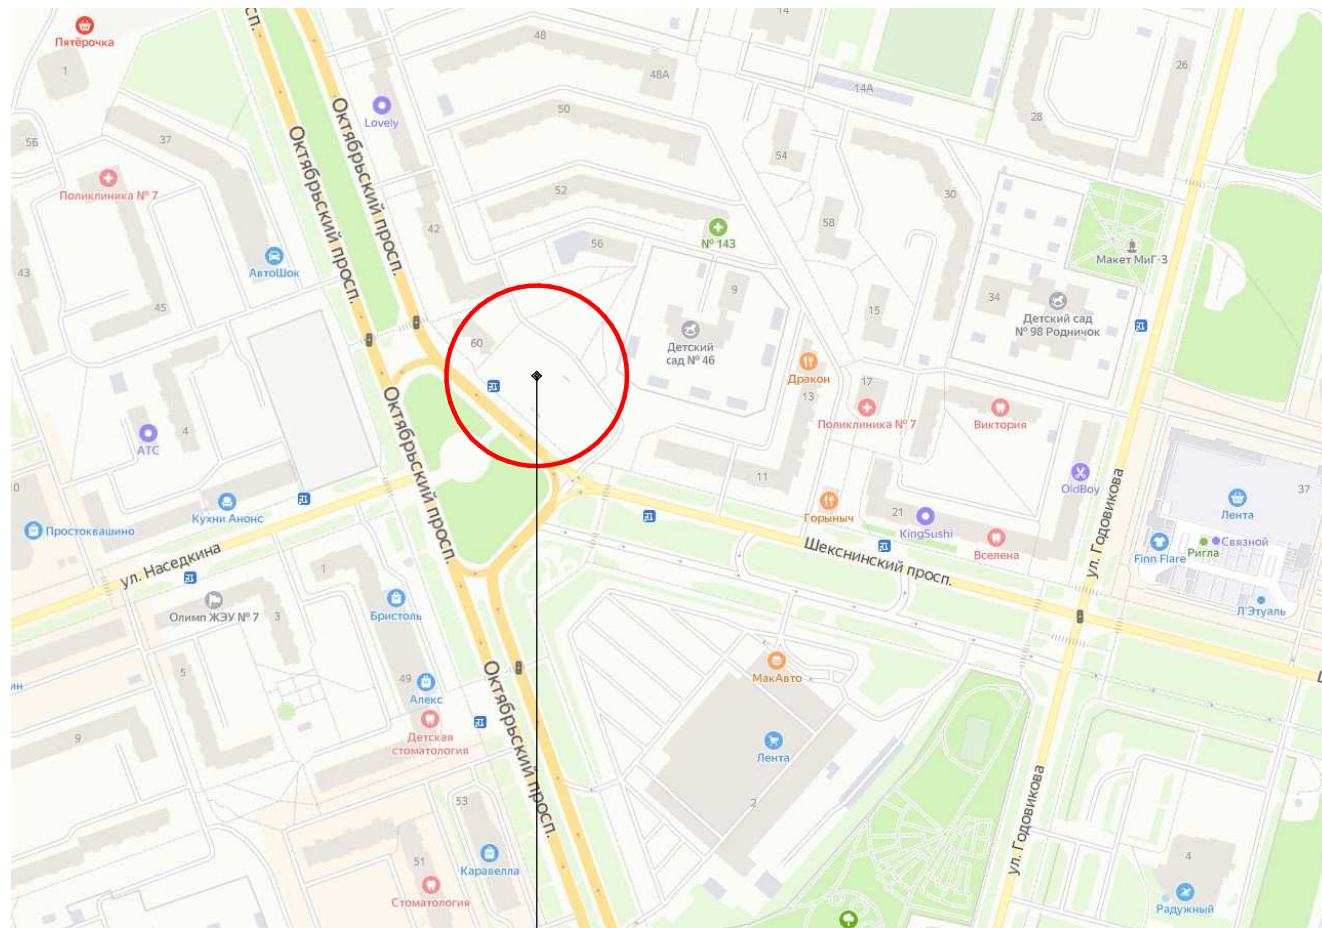 просп.
14
Пятёрочка
48
26
1
48А
14А
Октябрьский просп.
Lovely
50
28
Октябрьский просп.
5Б
37
54
Поликлиника № 7
52
30
58
42
№ 143
56
Макет МиГ-3
43
АвтоШок
9
34
45
15
Детский сад
№ 98 Родничок
60
Детский
сад № 46
Дракон
17
13
Октябрьский просп.
Поликлиника № 7
Виктория
4
АТС
11
OldBoy
37
0
Кухни Анонс
Горыныч
21
Лента
Простоквашино
KingSushi
ул. Годовикова
Связной
Вселена
Finn Flare
Ригла
Шекснинский просп.
ул. Наседкина
1
Л'Этуаль
Олимп ЖЭУ № 7
3
Бристоль
5
49
Алекс
МакАвто
Октябрьский просп.
ин
Детская
стоматология
9
Лента
53
2
ул. Годовикова
51
Каравелла
4
Стоматология
Радужный